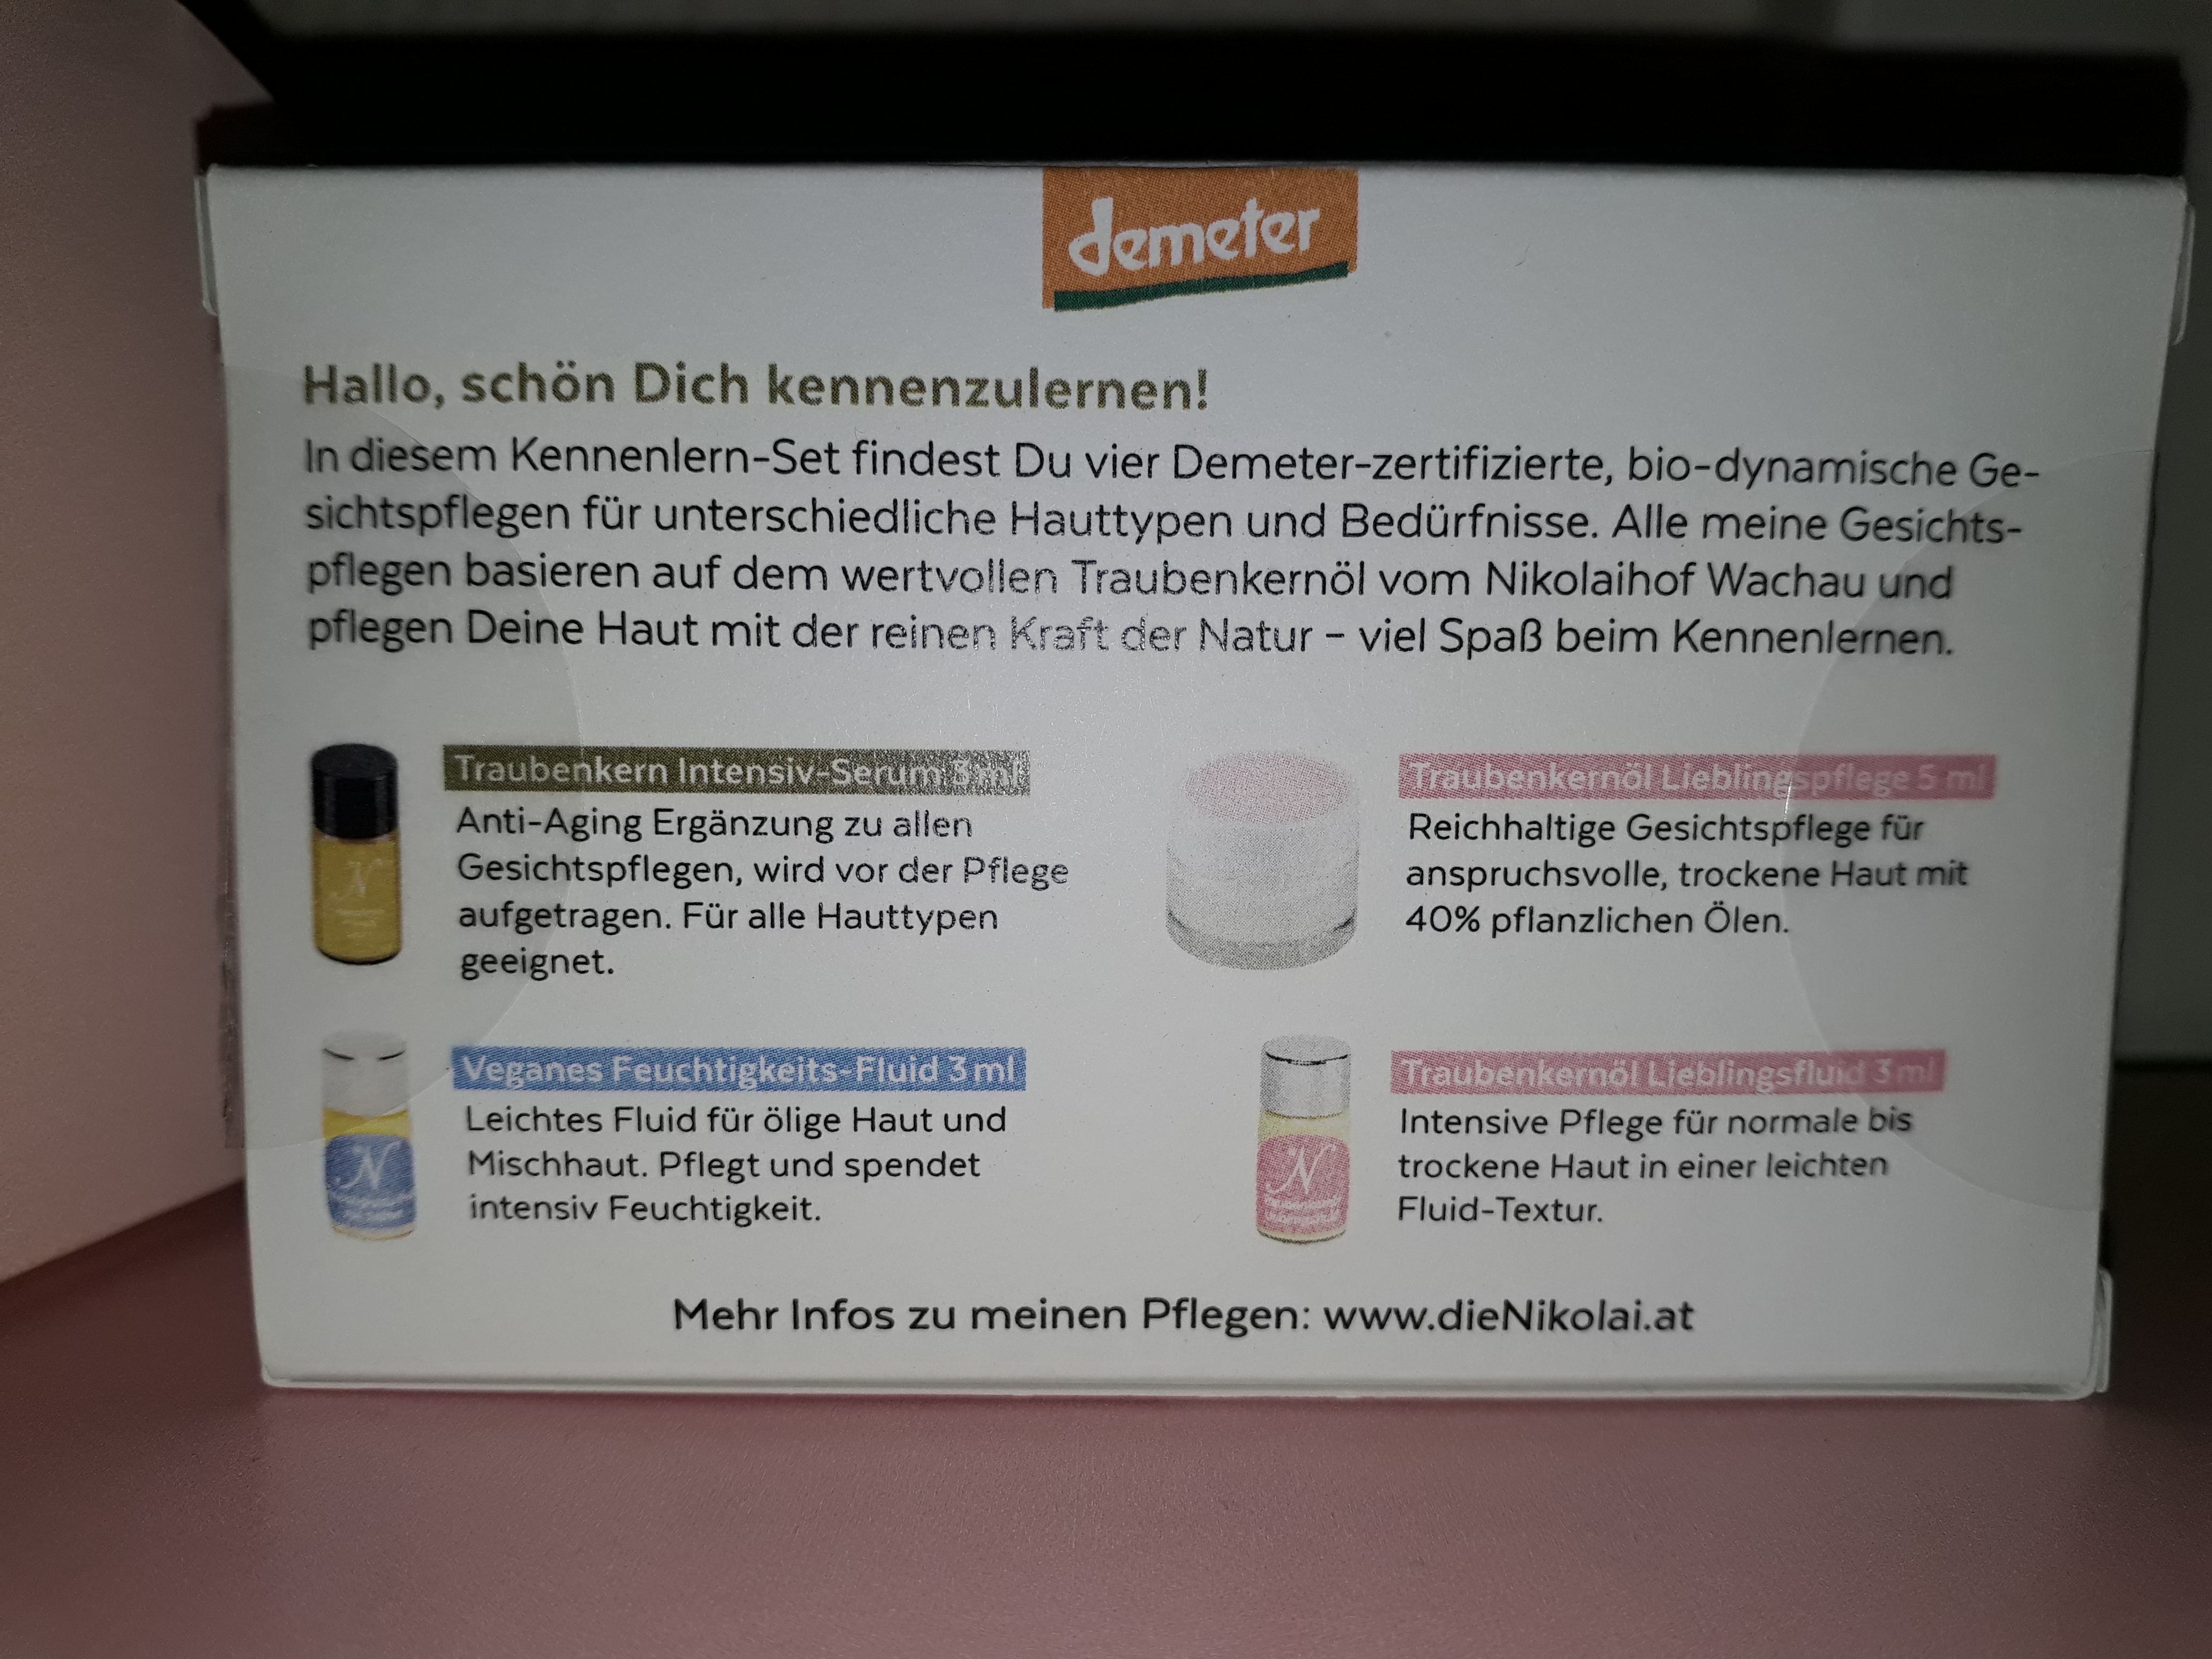 demeter
Hallo, schön Dich kennenzulernen!
In diesem Kennenlern-Set findest Du vier Demeter-zertifizierte, bio-dynamische Ge-
sichtspflegen für unterschiedliche Hauttypen und Bedürfnisse. Alle meine Gesichts-
pflegen basieren auf dem wertvollen Traubenkernöl vom Nikolaihof Wachau und
pflegen Deine Haut mit der reinen Kraft der Natur – viel Spaß beim Kennenlernen.
Traubenkern Intensiv-Serum ml
Anti-Aging Ergänzung zu allen
Gesichtspflegen, wird vor der Pflege
aufgetragen. Für alle Hauttypen
geeignet.
Traubenkernöl Lieblingspflege 5 ml
Reichhaltige Gesichtspflege für
anspruchsvolle, trockene Haut mit
40% pflanzlichen Ölen.
N
Veganes Feuchtigkeits-Fluid 3 ml
Leichtes Fluid für ölige Haut und
Mischhaut. Pflegt und spendet
intensiv Feuchtigkeit.
N
Traubenkernöl Lieblingsfluid 3 ml
Intensive Pflege für normale bis
trockene Haut in einer leichten
Fluid-Textur.
N
Mehr Infos zu meinen Pflegen: www.dieNikolai.at